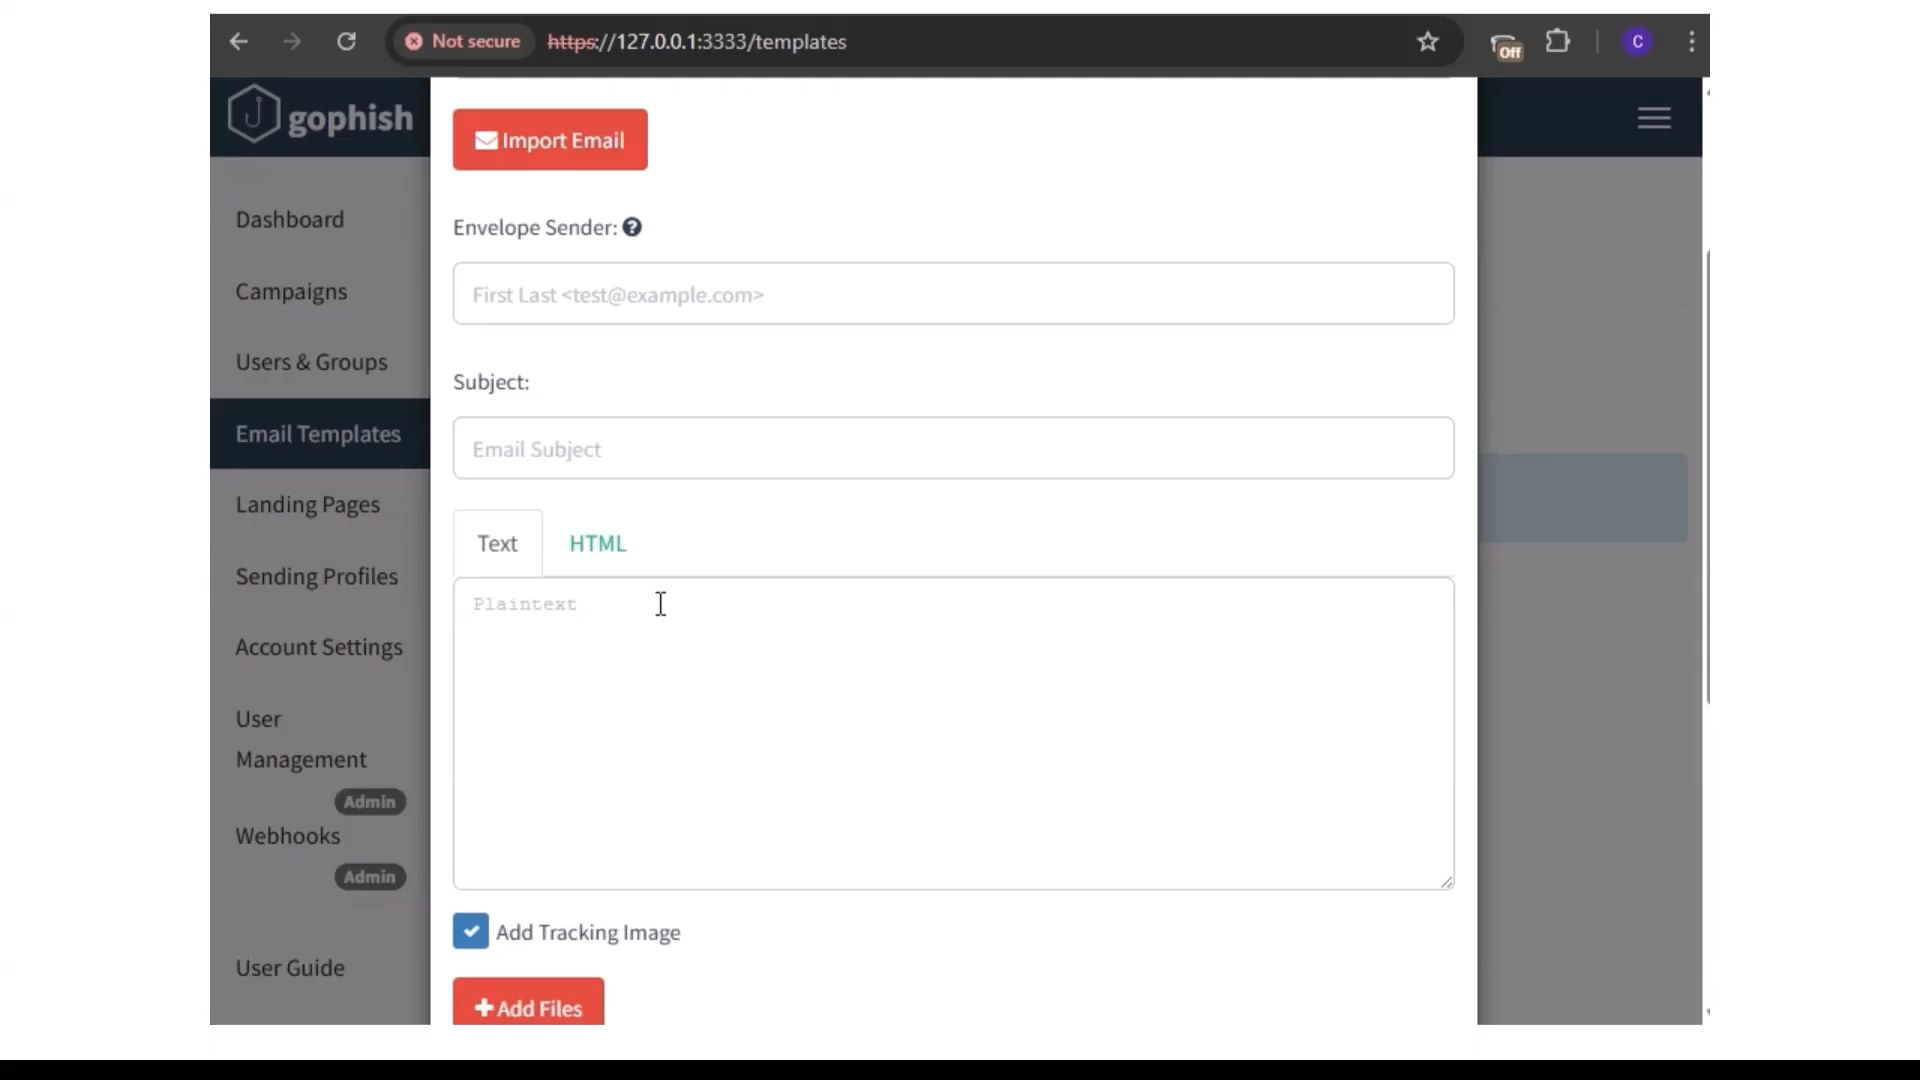 Not secure https://127.0.0.1:3333/templates
Off
C
gophish
Dashboard
Campaigns
Users & Groups
Email Templates
Landing Pages
Sending Profiles
Account Settings
User
Management
Admin
Webhooks
Admin
User Guide
Import Email
Envelope Sender:
First Last <test@example.com>
Subject:
Email Subject
Text HTML
Plaintext
Add Tracking Image
Add Files